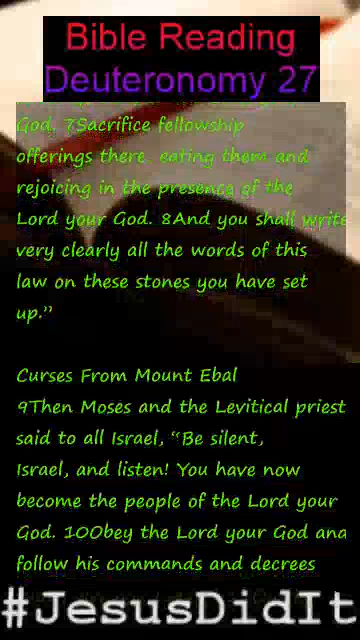 Bible Reading
Deuteronomy 27
God. 7Sacrifice fellowship
offerings there eating them and
rejoicing in the presence of the
Lord your God. 8And you shall write
very clearly all the words of this
law on these stones you have set
up.”
Curses From Mount Ebal
9Then Moses and the Levitical priest
said to all Israel, “Be silent,
Israel, and listen! You have now
become the people of the Lord your
God. 10Obey the Lord your God and
follow his commands and decrees
#JesusDidIt